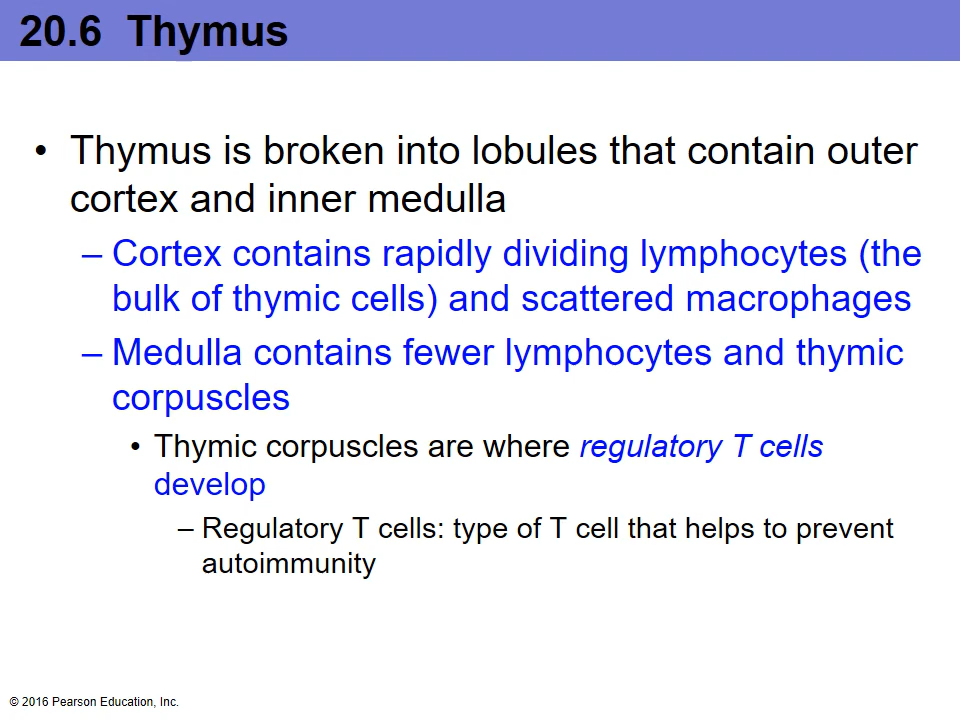 20.6 Thymus
• Thymus is broken into lobules that contain outer
cortex and inner medulla
– Cortex contains rapidly dividing lymphocytes (the
bulk of thymic cells) and scattered macrophages
– Medulla contains fewer lymphocytes and thymic
corpuscles
• Thymic corpuscles are where regulatory T cells
develop
– Regulatory T cells: type of T cell that helps to prevent
autoimmunity
© 2016 Pearson Education, Inc.